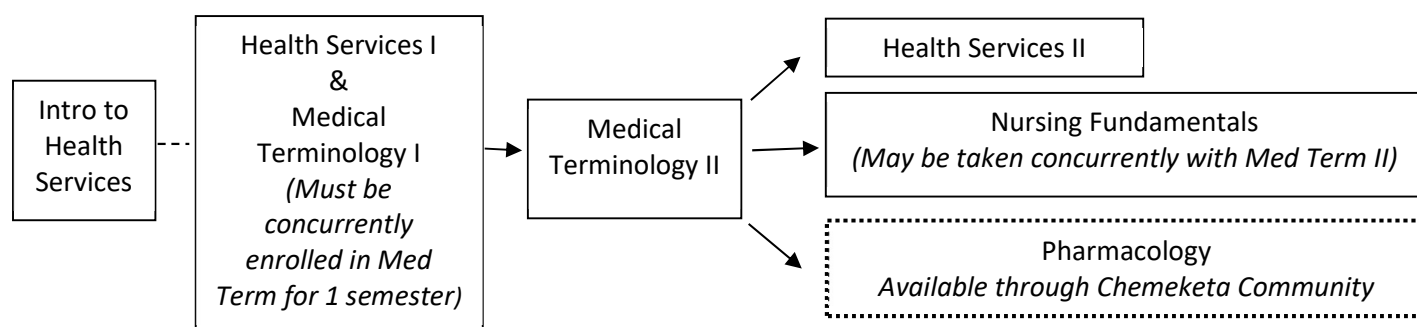 Intro to
Health
Services
Health Services I
&
Medical
Terminology I
(Must be
concurrently
enrolled in Med
Term for 1 semester)
Medical
Terminology II
Health Services II
Nursing Fundamentals
(May be taken concurrently with Med Term II)
Pharmacology
Available through Chemeketa Community